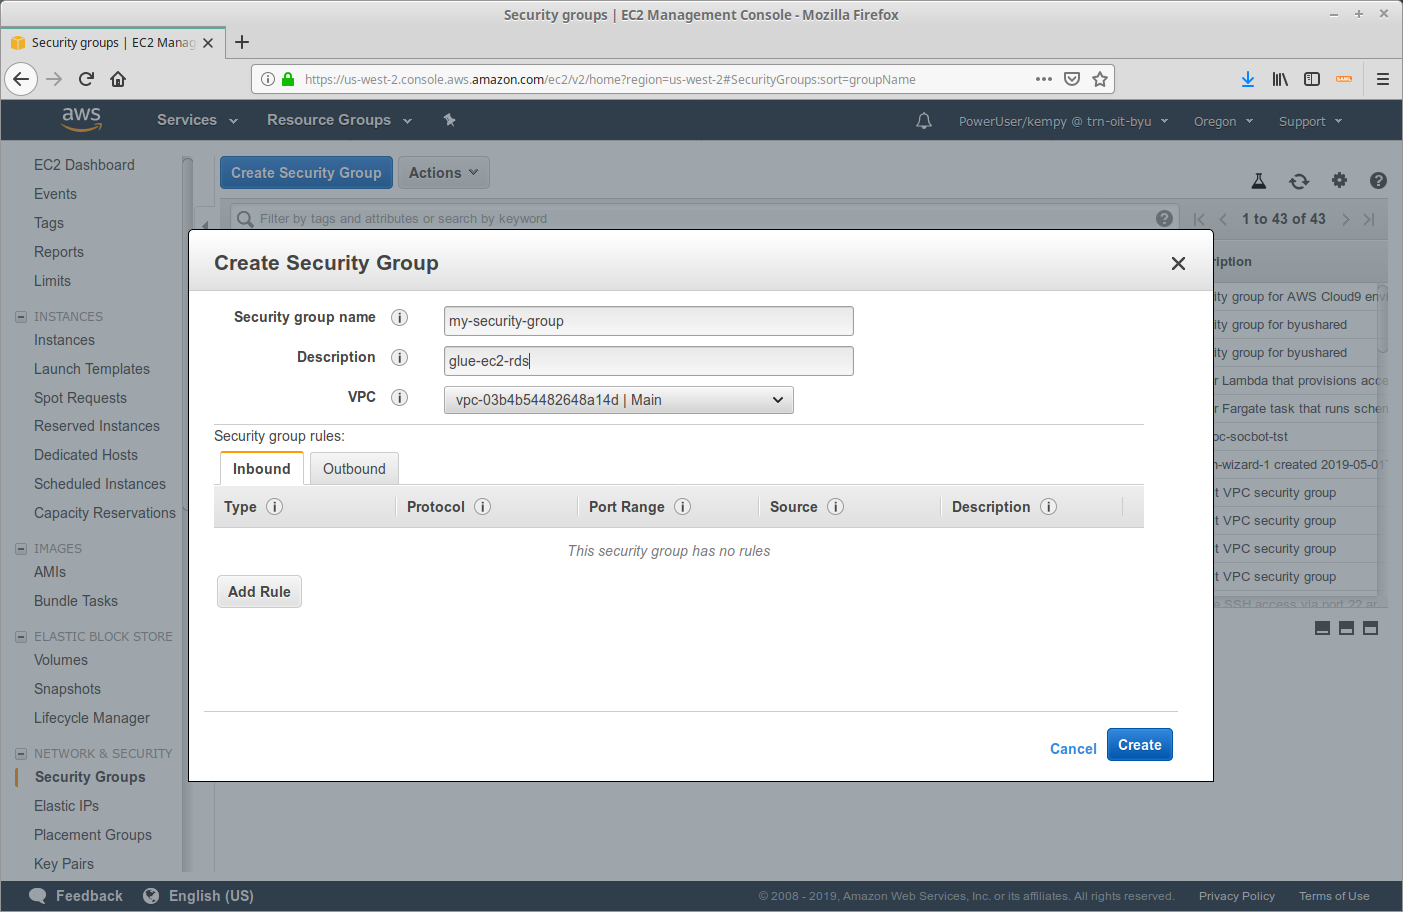 Security groups | EC2 Management Console - Mozilla Firefox
Security groups | EC2 Manag
https://us-west-2.console.aws.amazon.com/ec2/v2/home?region=us-west-2#SecurityGroups:sort=groupName
aws
Services
Resource Groups
PowerUser/kempy @ trn-oit-byu
Oregon
Support
EC2 Dashboard
Events
Tags
Reports
Limits
INSTANCES
Instances
Launch Templates
Spot Requests
Reserved Instances
Dedicated Hosts
Scheduled Instances
Capacity Reservations
IMAGES
AMIs
Bundle Tasks
ELASTIC BLOCK STORE
Volumes
Snapshots
Lifecycle Manager
NETWORK & SECURITY
Security Groups
Elastic IPs
Placement Groups
Key Pairs
Create Security Group
Actions
Filter by tags and attributes or search by keyword
1 to 43 of 43
Create Security Group
Security group name
my-security-group
Description
glue-ec2-rds
VPC
vpc-03b4b54482648a14d | Main
Security group rules:
Inbound
Outbound
Type
Protocol
Port Range
Source
Description
This security group has no rules
Add Rule
Cancel
Create
ription
ity group for AWS Cloud9 envi
ity group for byushared
ity group for byushared
r Lambda that provisions acce
r Fargate task that runs schem
pc-socbot-tst
h-wizard-1 created 2019-05-01T
t VPC security group
t VPC security group
t VPC security group
t VPC security group
e SSH access via port 22 ar
Feedback
English (US)
© 2008 - 2019, Amazon Web Services, Inc. or its affiliates. All rights reserved.
Privacy Policy
Terms of Use